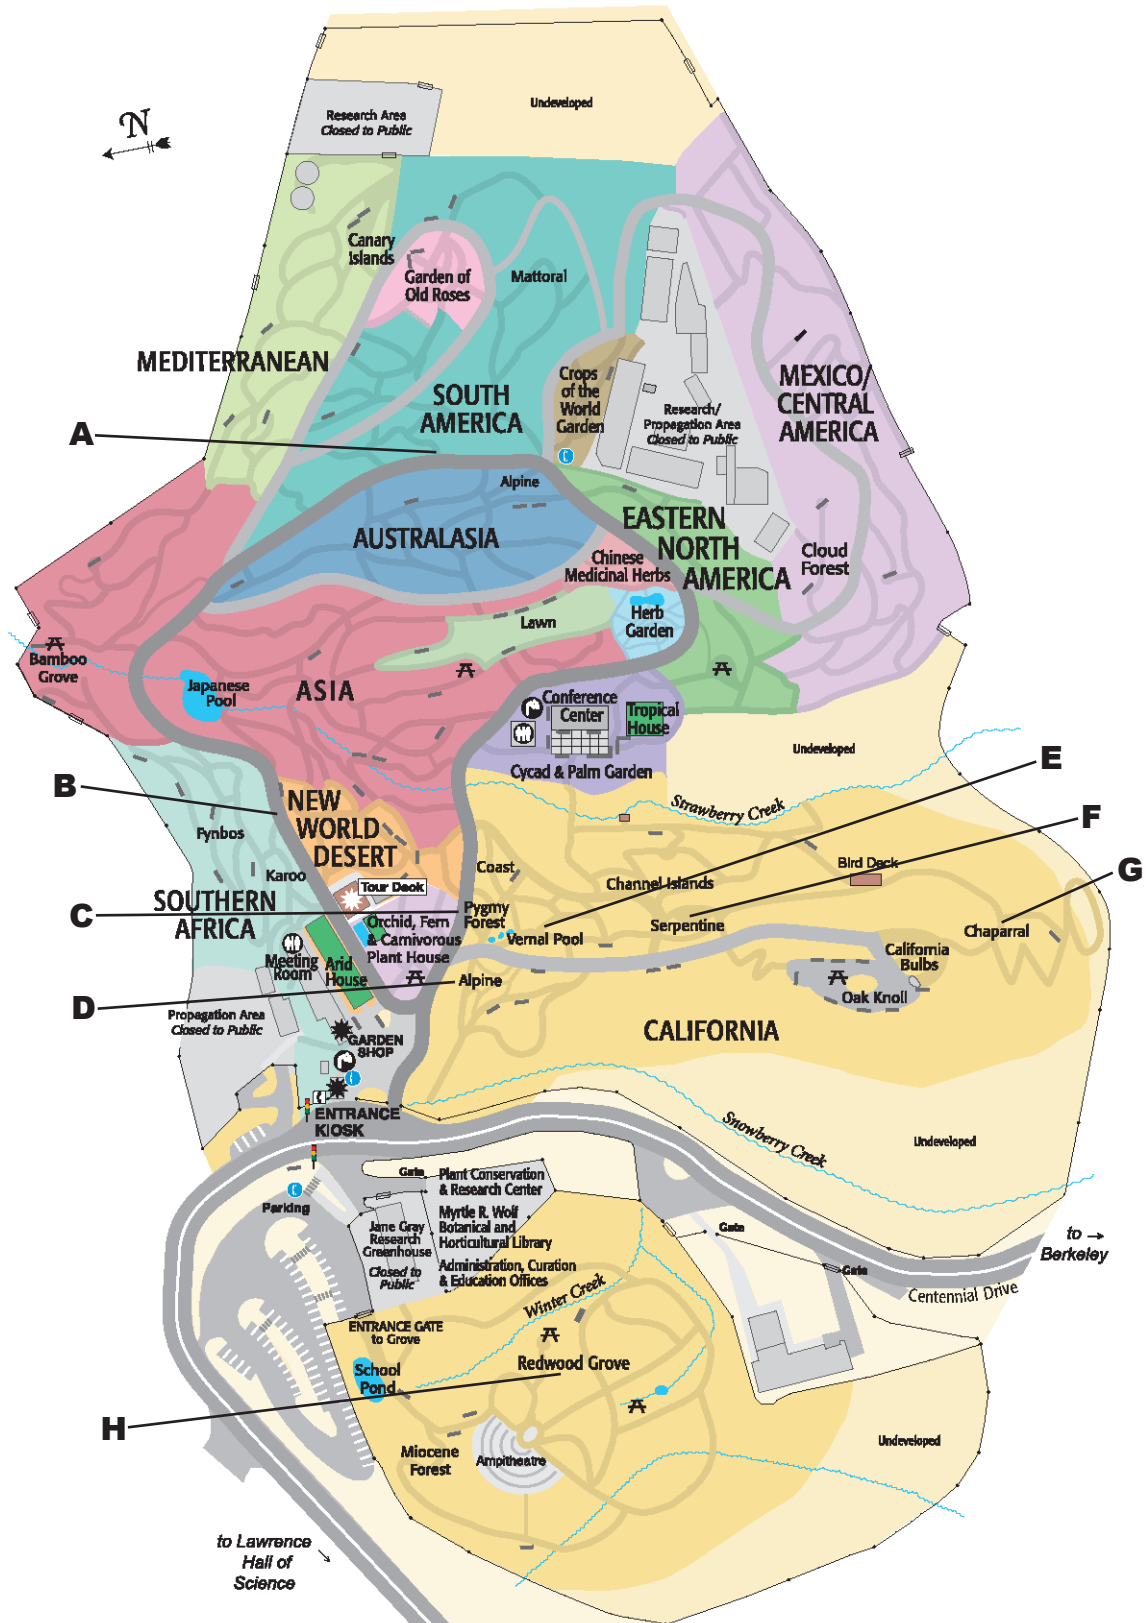 Undeveloped
Research Area
Closed to Public
N
Canary
Islands
Garden of
Old Roses
Mattoral
MEDITERRANEAN
SOUTH
AMERICA
Crops of the
World
Garden
MEXICO/
CENTRAL
AMERICA
Research/
Propagation Area
Closed to Public
A
Alpine
AUSTRALASIA
EASTERN
NORTH
AMERICA
Cloud
Forest
Chinese
Medicinal Herbs
Lawn
Herb
Garden
Bamboo
Grove
Japanese
Pool
ASIA
Conference
Center
Tropical
House
Cycad & Palm Garden
Undeveloped
E
B
NEW
WORLD
DESERT
Strawberry Creek
F
Fynbos
Karoo
Tour Deck
Coast
Channel Islands
Bird Deck
G
SOUTHERN
AFRICA
C
Orchid, Fern
& Carnivorous
Plant House
Pygmy
Forest
Vernal Pool
Serpentine
Chaparral
Meeting
Room
Arid
House
California
Bulbs
D
Alpine
Oak Knoll
Propagation Area
Closed to Public
GARDEN
SHOP
CALIFORNIA
ENTRANCE
KIOSK
Snowberry Creek
Undeveloped
Gate
Plant Conservation
& Research Center
Parking
Jane Gray
Research
Greenhouse
Closed to
Public
Myrtle R. Wolf
Botanical and
Horticultural Library
Administration, Curation
& Education Offices
Gate
Gate
to →
Berkeley
Centennial Drive
Winter Creek
ENTRANCE GATE
to Grove
School
Pond
Redwood Grove
H
Miocene
Forest
Ampitheatre
Undeveloped
to Lawrence
Hall of
Science
→